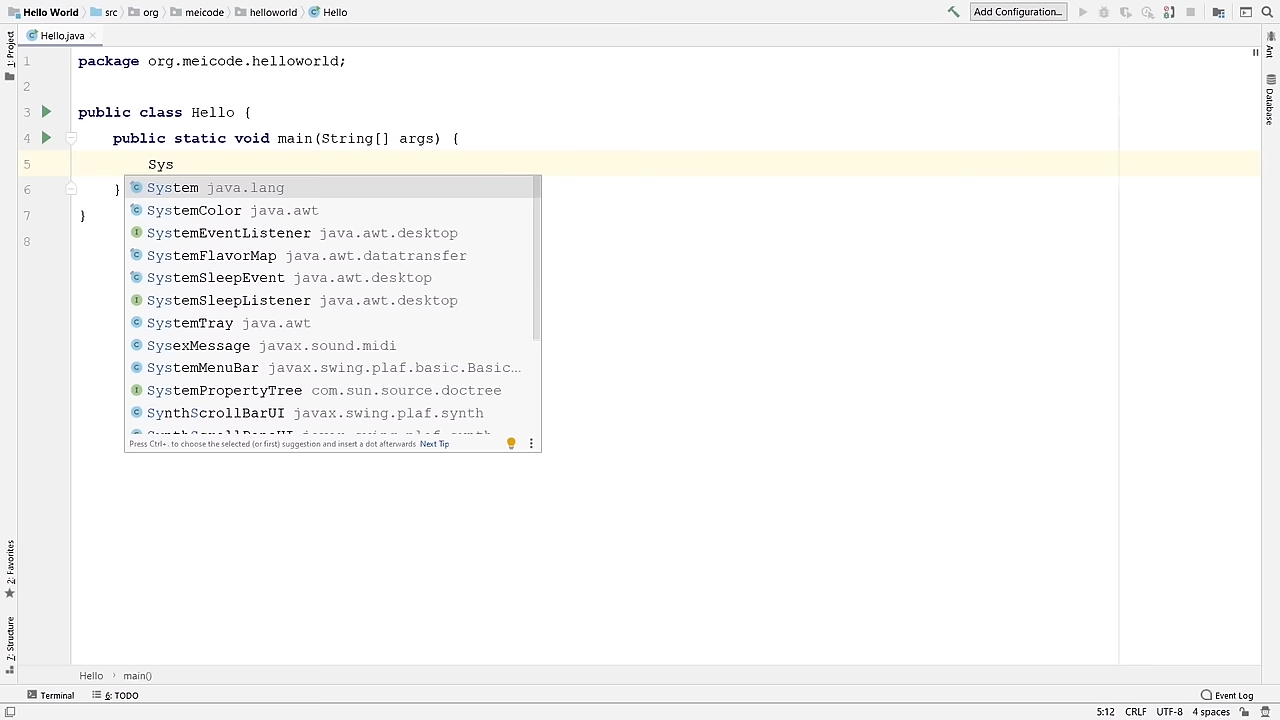 Hello World src org meicode helloworld Hello
Add Configuration...
Hello.java
1: Project
Ant
Database
1 package org.meicode.helloworld;
2
3 public class Hello {
4 public static void main(String[] args) {
5 Sys
6 }
7 }
8
System java.lang
SystemColor java.awt
SystemEventListener java.awt.desktop
SystemFlavorMap java.awt.datatransfer
SystemSleepEvent java.awt.desktop
SystemSleepListener java.awt.desktop
SystemTray java.awt
SysexMessage javax.sound.midi
SystemMenuBar javax.swing.plaf.basic.Basic...
SystemPropertyTree com.sun.source.doctree
SynthScrollBarUI javax.swing.plaf.synth
Press Ctrl+. to choose the selected (or first) suggestion and insert a dot afterwards Next Tip
2: Favorites
7: Structure
Hello main()
Terminal 6: TODO Event Log
5:12 CRLF UTF-8 4 spaces